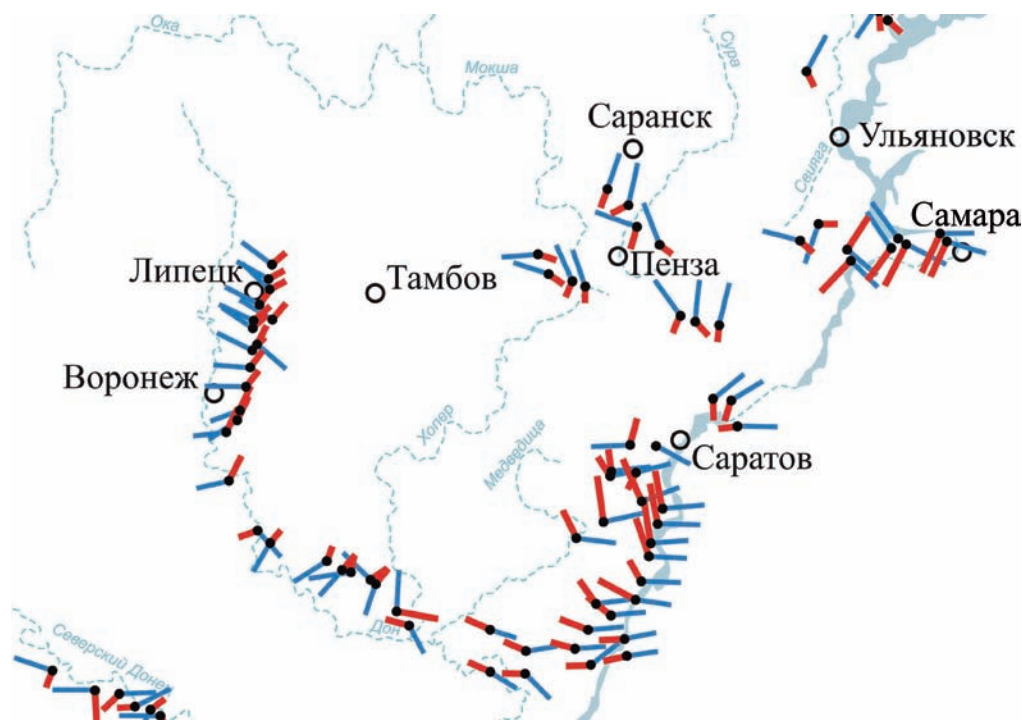 Ока
Мокша
Сура
Саранск
Ульяновск
Свияга
Самара
Липецк
Тамбов
Пенза
Воронеж
Хопер
Медведица
Саратов
Дон
Северский Донец